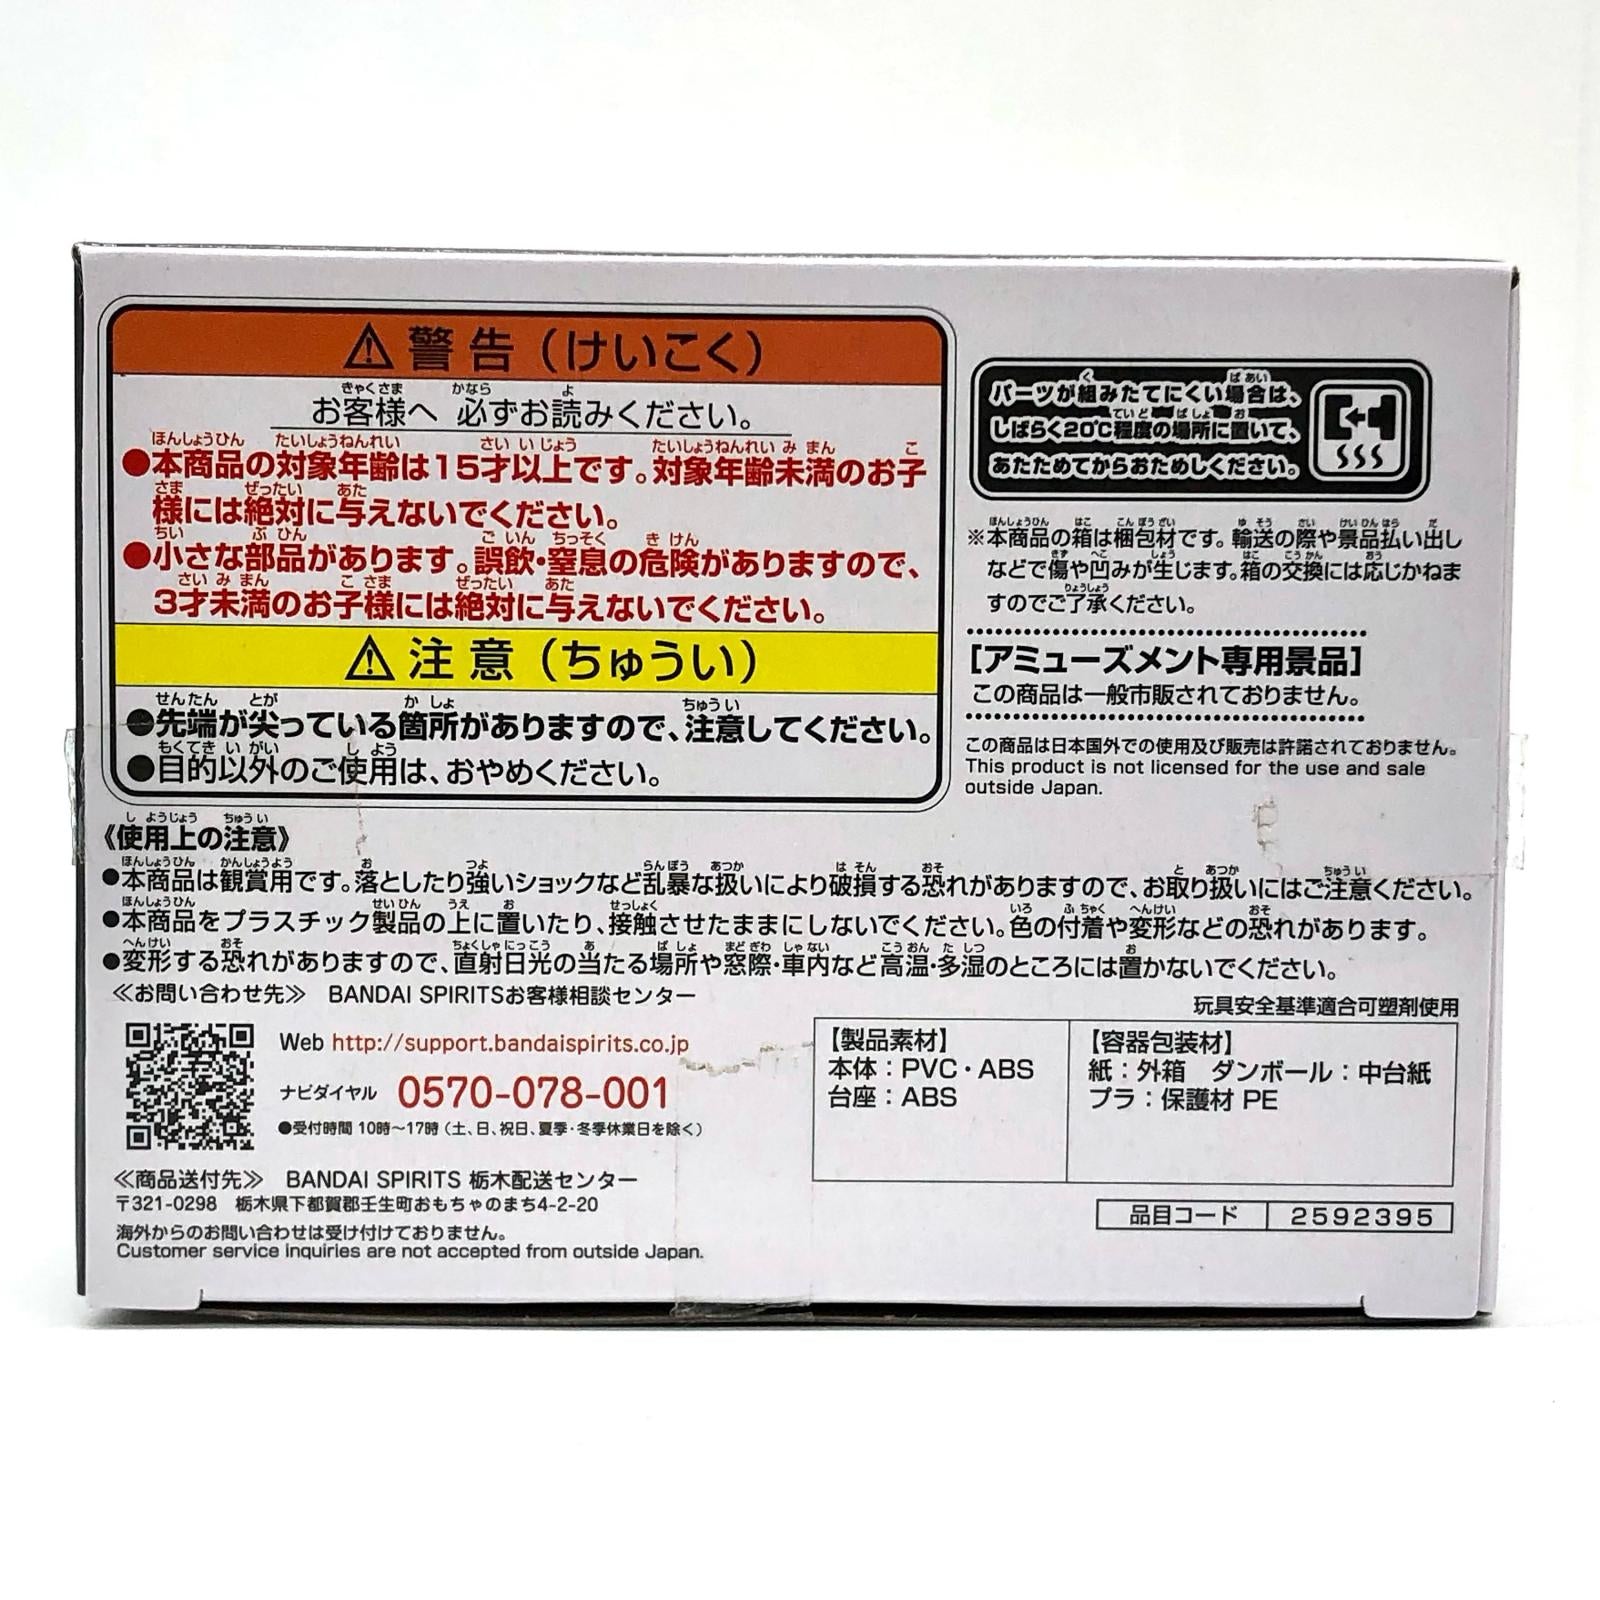 ⚠警告（けいこく）
お客様へ 必ずお読みください。
●本商品の対象年齢は15才以上です。対象年齢未満のお子
様には絶対に与えないでください。
●小さな部品があります。誤飲・窒息の危険がありますので、
3才未満のお子様には絶対に与えないでください。
⚠注意（ちゅうい）
●先端が尖っている箇所がありますので、注意してください。
●目的以外のご使用は、おやめください。
パーツが組みたてにくい場合は、
しばらく20℃程度の場所に置いて、
あたためてからおためしください。
※本商品の箱は梱包材です。輸送の際や景品払い出し
などで傷や凹みが生じます。箱の交換には応じかねま
すのでご了承ください。
[アミューズメント専用景品]
この商品は一般市販されておりません。
この商品は日本国外での使用及び販売は許諾されておりません。
This product is not licensed for the use and sale
outside Japan.
《使用上の注意》
●本商品は観賞用です。落としたり強いショックなど乱暴な扱いにより破損する恐れがありますので、お取り扱いにはご注意ください。
●本商品をプラスチック製品の上に置いたり、接触させたままにしないでください。色の付着や変形などの恐れがあります。
●変形する恐れがありますので、直射日光の当たる場所や窓際・車内など高温・多湿のところには置かないでください。
≪お問い合わせ先≫ BANDAI SPIRITSお客様相談センター
Web http://support.bandaispirits.co.jp
ナビダイヤル 0570-078-001
●受付時間 10時〜17時（土、日、祝日、夏季・冬季休業日を除く）
≪商品送付先≫ BANDAI SPIRITS 栃木配送センター
〒321-0298 栃木県下都賀郡壬生町おもちゃのまち4-2-20
海外からのお問い合わせは受け付けておりません。
Customer service inquiries are not accepted from outside Japan.
玩具安全基準適合可塑剤使用
【製品素材】
本体：PVC・ABS
台座：ABS
【容器包装材】
紙：外箱 ダンボール：中台紙
プラ：保護材 PE
品目コード 2592395